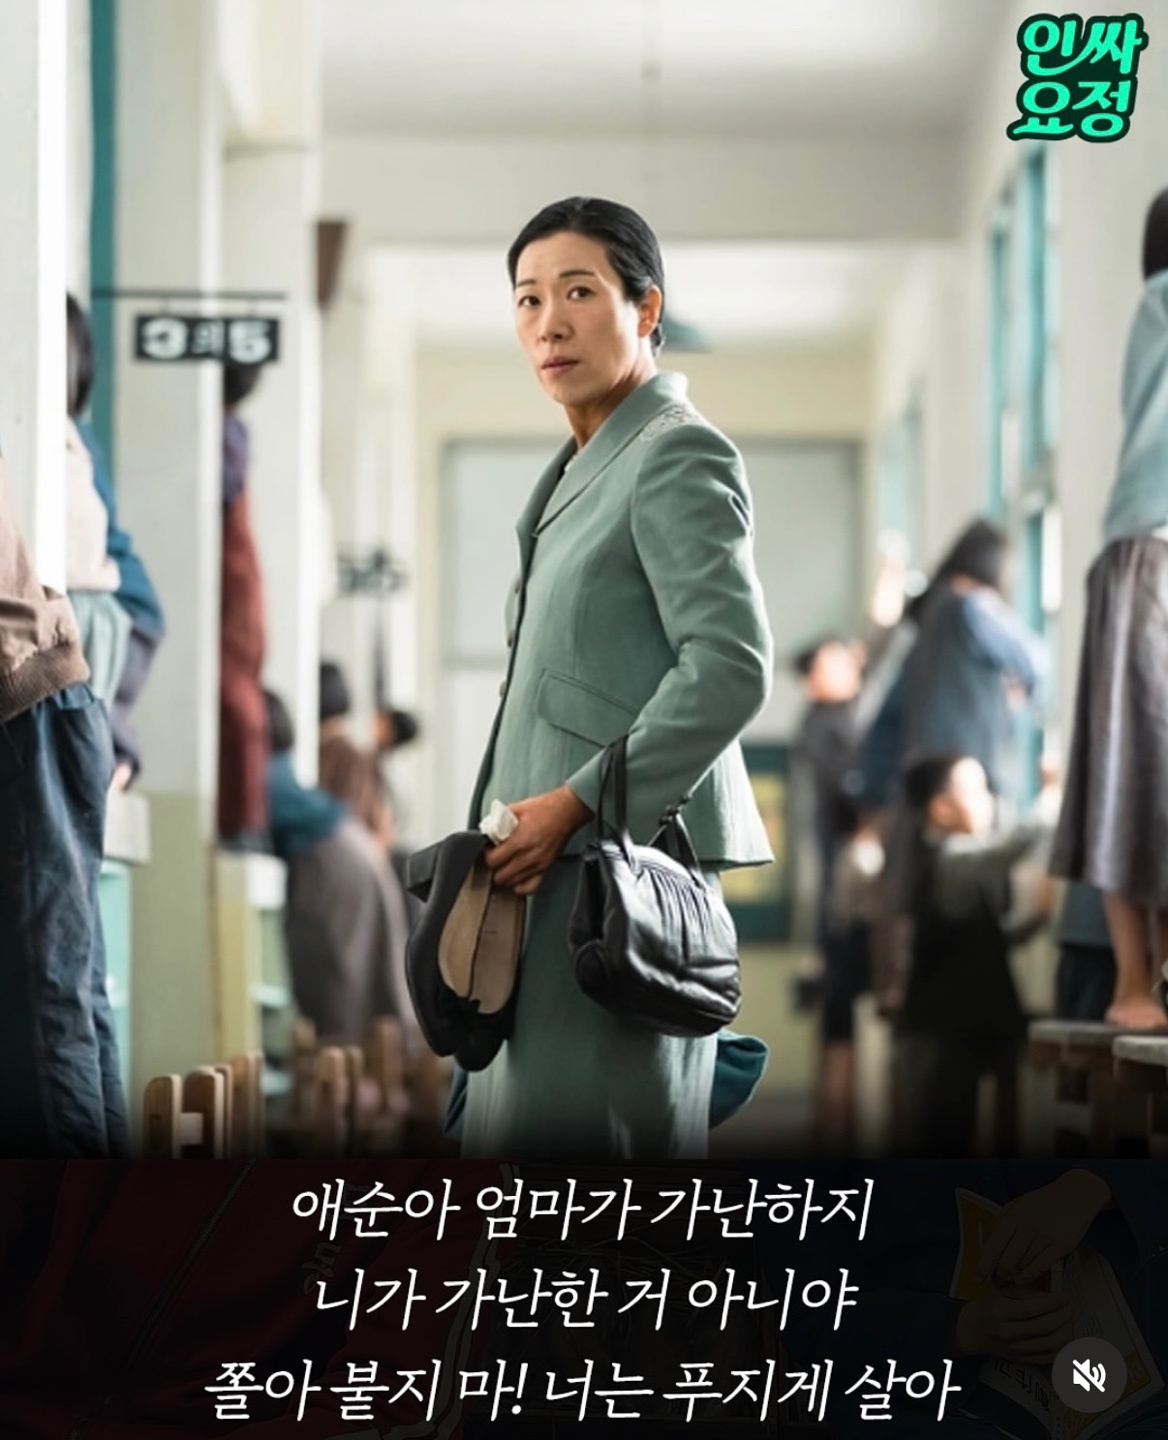 인싸
요정
3의5
애순아 엄마가 가난하지
니가 가난한 거 아니야
쫄아 붙지 마! 너는 푸지게 살아